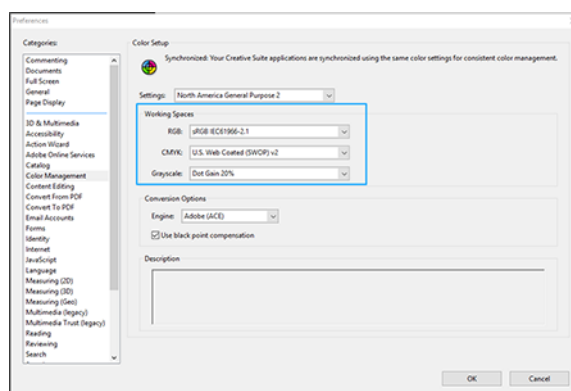 Preferences
Categories:
Commenting
Documents
Full Screen
General
Page Display
3D & Multimedia
Accessibility
Action Wizard
Adobe Online Services
Catalog
Color Management
Content Editing
Convert From PDF
Convert To PDF
Email Accounts
Forms
Identity
Internet
JavaScript
Language
Measuring (2D)
Measuring (3D)
Measuring (Geo)
Multimedia (legacy)
Multimedia Trust (legacy)
Reading
Reviewing
Search
Color Setup
Synchronized: Your Creative Suite applications are synchronized using the same color settings for consistent color management.
Settings: North America General Purpose 2
Working Spaces
RGB: sRGB IEC61966-2.1
CMYK: U.S. Web Coated (SWOP) v2
Grayscale: Dot Gain 20%
Conversion Options
Engine: Adobe (ACE)
Use black point compensation
Description
OK Cancel